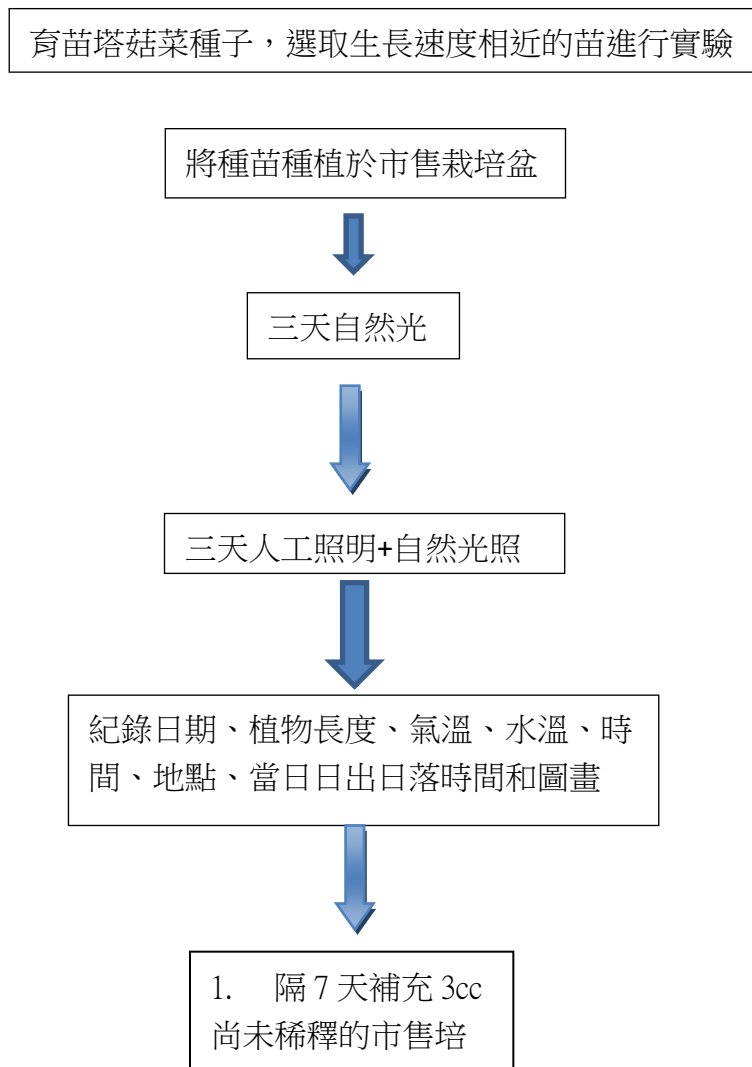 育苗塔菇菜種子，選取生長速度相近的苗進行實驗
將種苗種植於市售栽培盆
三天自然光
三天人工照明+自然光照
紀錄日期、植物長度、氣溫、水溫、時
間、地點、當日日出日落時間和圖畫
1. 隔 7 天補充 3cc
尚未稀釋的市售培